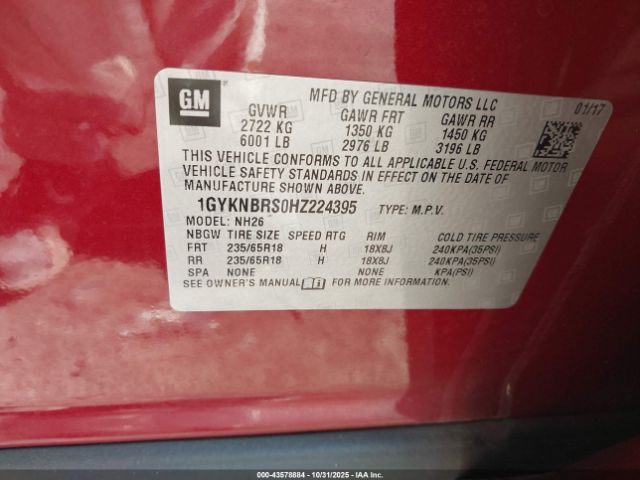 GM
MFD BY GENERAL MOTORS LLC
01/17
GVWR GAWR FRT GAWR RR
2722 KG 1350 KG 1450 KG
6001 LB 2976 LB 3196 LB
THIS VEHICLE CONFORMS TO ALL APPLICABLE U.S. FEDERAL MOTOR
VEHICLE SAFETY STANDARDS IN EFFECT ON THE DATE OF
MANUFACTURE SHOWN ABOVE.
1GYKNBRS0HZ224395 TYPE: M.P.V.
MODEL: NH26
NBGW TIRE SIZE SPEED RTG RIM COLD TIRE PRESSURE
FRT 235/65R18 H 18X8J 240KPA(35PSI)
RR 235/65R18 H 18X8J 240KPA(35PSI)
SPA NONE NONE KPA(PSI)
SEE OWNER'S MANUAL FOR MORE INFORMATION.
000-43578884 | 10/31/2025 | IAA Inc.